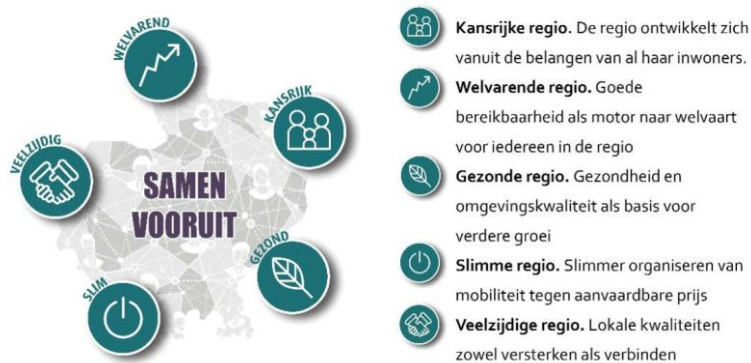 WELVAREND
KANSRIJK
VEELZIJDIG
SAMEN
VOORUIT
GEZOND
SLIM
Kansrijke regio. De regio ontwikkelt zich
vanuit de belangen van al haar inwoners.
Welvarende regio. Goede
bereikbaarheid als motor naar welvaart
voor iedereen in de regio
Gezonde regio. Gezondheid en
omgevingskwaliteit als basis voor
verdere groei
Slimme regio. Slimmer organiseren van
mobiliteit tegen aanvaardbare prijs
Veelzijdige regio. Lokale kwaliteiten
zowel versterken als verbinden